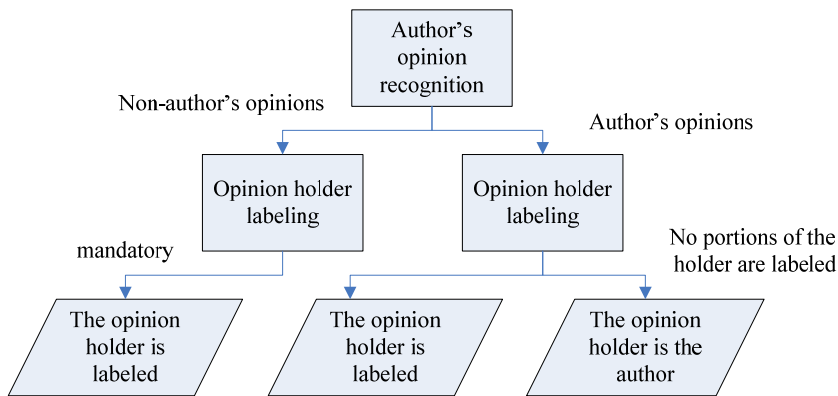 Author's
opinion
recognition
Non-author's opinions
Author's opinions
Opinion holder
labeling
Opinion holder
labeling
mandatory
No portions of the
holder are labeled
The opinion
holder is
labeled
The opinion
holder is
labeled
The opinion
holder is the
author